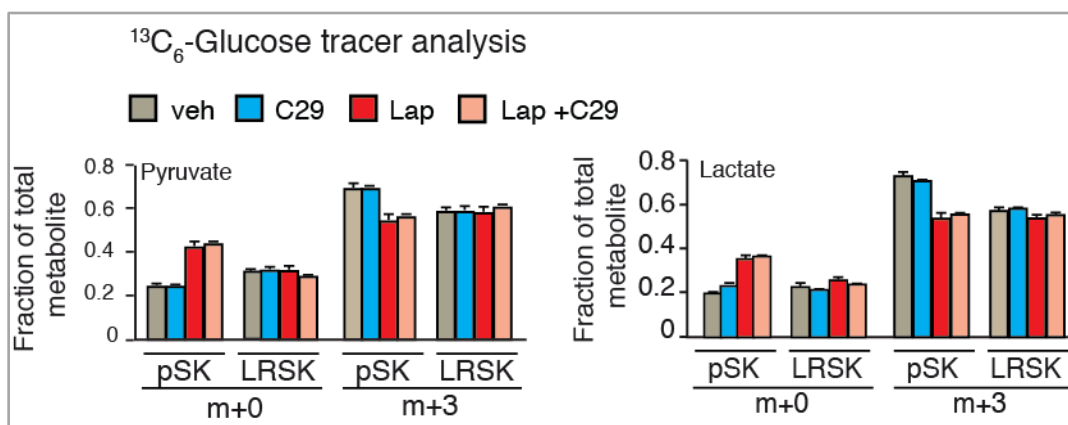 ¹³C₆-Glucose tracer analysis
veh C29 Lap Lap +C29
Fraction of total metabolite
Pyruvate
0.8
0.6
0.4
0.2
0
pSK LRSK pSK LRSK
m+0 m+3
Fraction of total metabolite
Lactate
0.8
0.6
0.4
0.2
0
pSK LRSK pSK LRSK
m+0 m+3